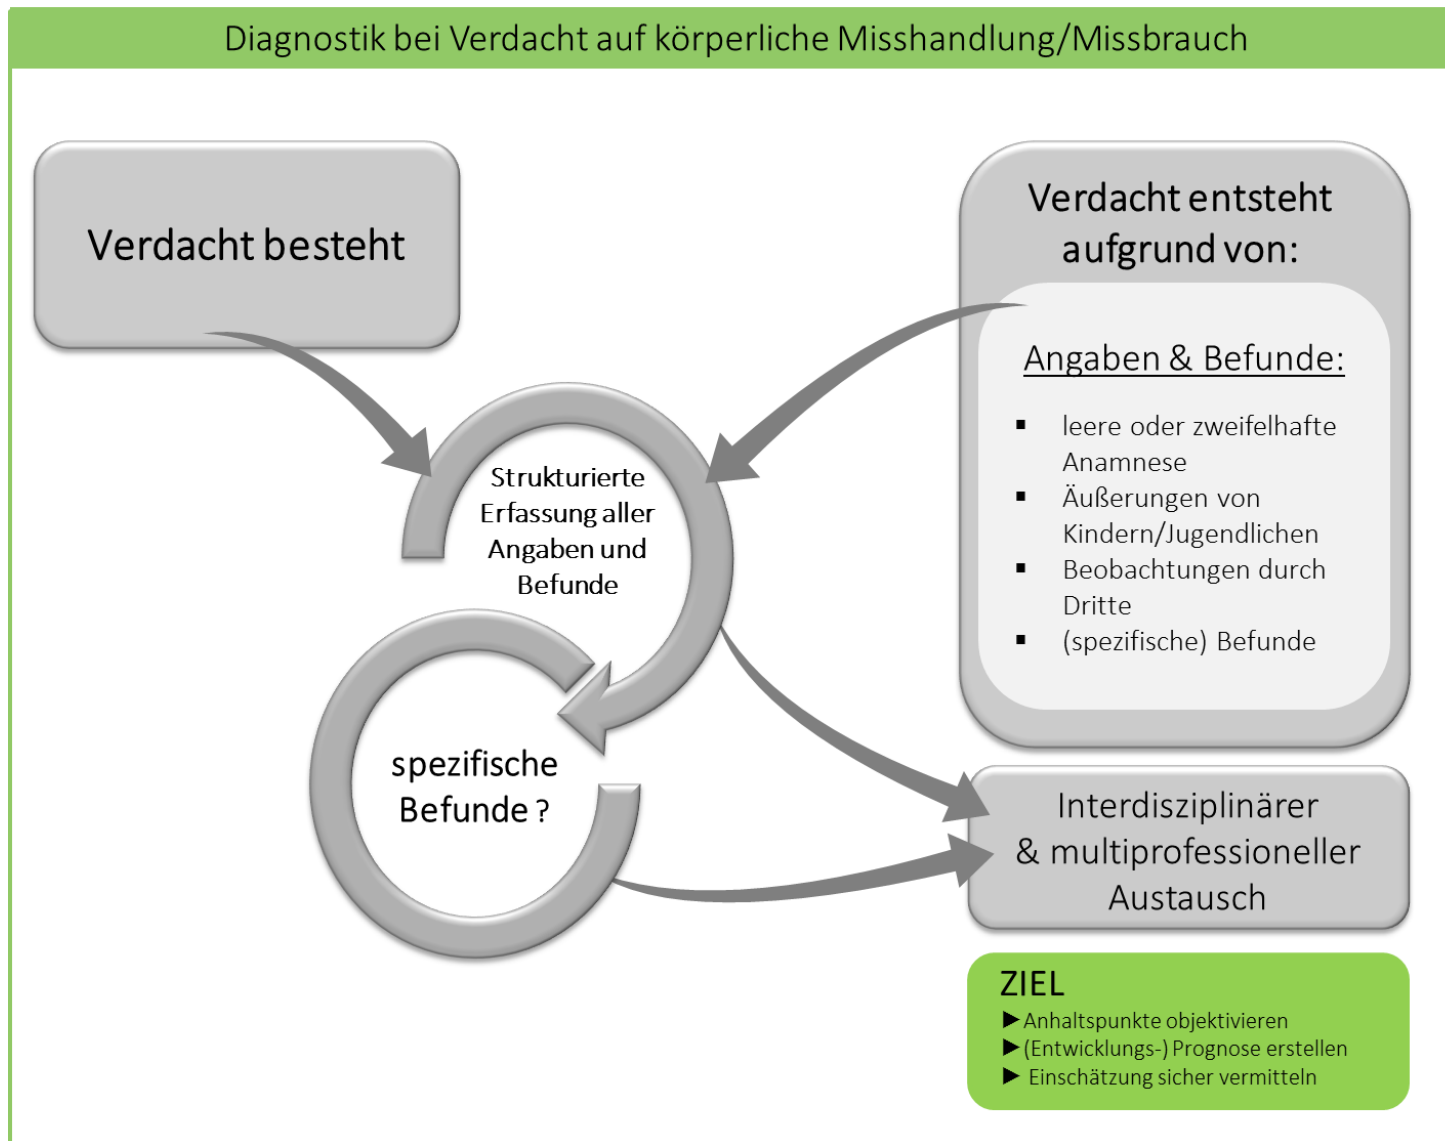 Diagnostik bei Verdacht auf körperliche Misshandlung/Missbrauch
Verdacht besteht
Verdacht entsteht
aufgrund von:
Angaben & Befunde:
▪ leere oder zweifelhafte
Anamnese
▪ Äußerungen von
Kindern/Jugendlichen
▪ Beobachtungen durch
Dritte
▪ (spezifische) Befunde
Strukturierte
Erfassung aller
Angaben und
Befunde
spezifische
Befunde ?
Interdisziplinärer
& multiprofessioneller
Austausch
ZIEL
► Anhaltspunkte objektivieren
► (Entwicklungs-) Prognose erstellen
► Einschätzung sicher vermitteln